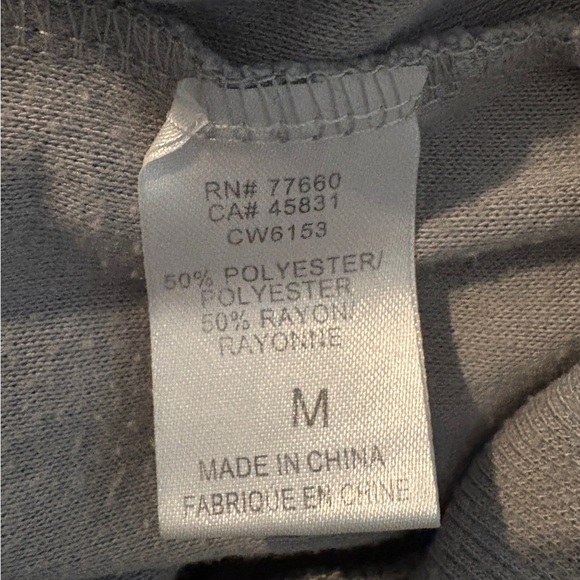 RN# 77660
CA# 45831
CW6153
50% POLYESTER/
POLYESTER
50% RAYON/
RAYONNE
M
MADE IN CHINA
FABRIQUE EN CHINE